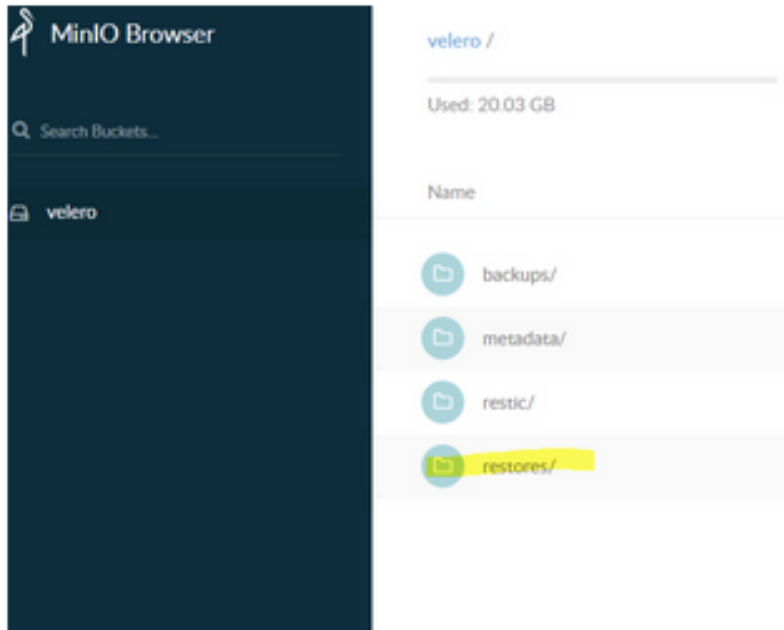 MinIO Browser
Search Buckets...
velero
velero /
Used: 20.03 GB
Name
backups/
metadata/
restic/
restores/